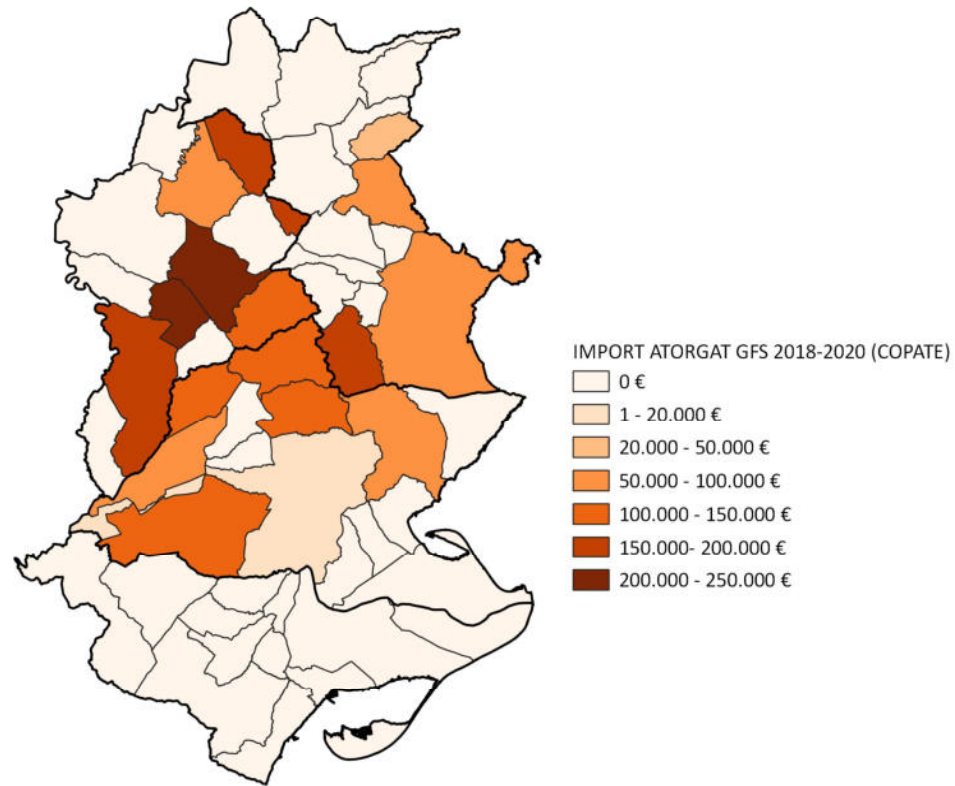 IMPORT ATORGAT GFS 2018-2020 (COPATE)
0 €
1 - 20.000 €
20.000 - 50.000 €
50.000 - 100.000 €
100.000 - 150.000 €
150.000- 200.000 €
200.000 - 250.000 €